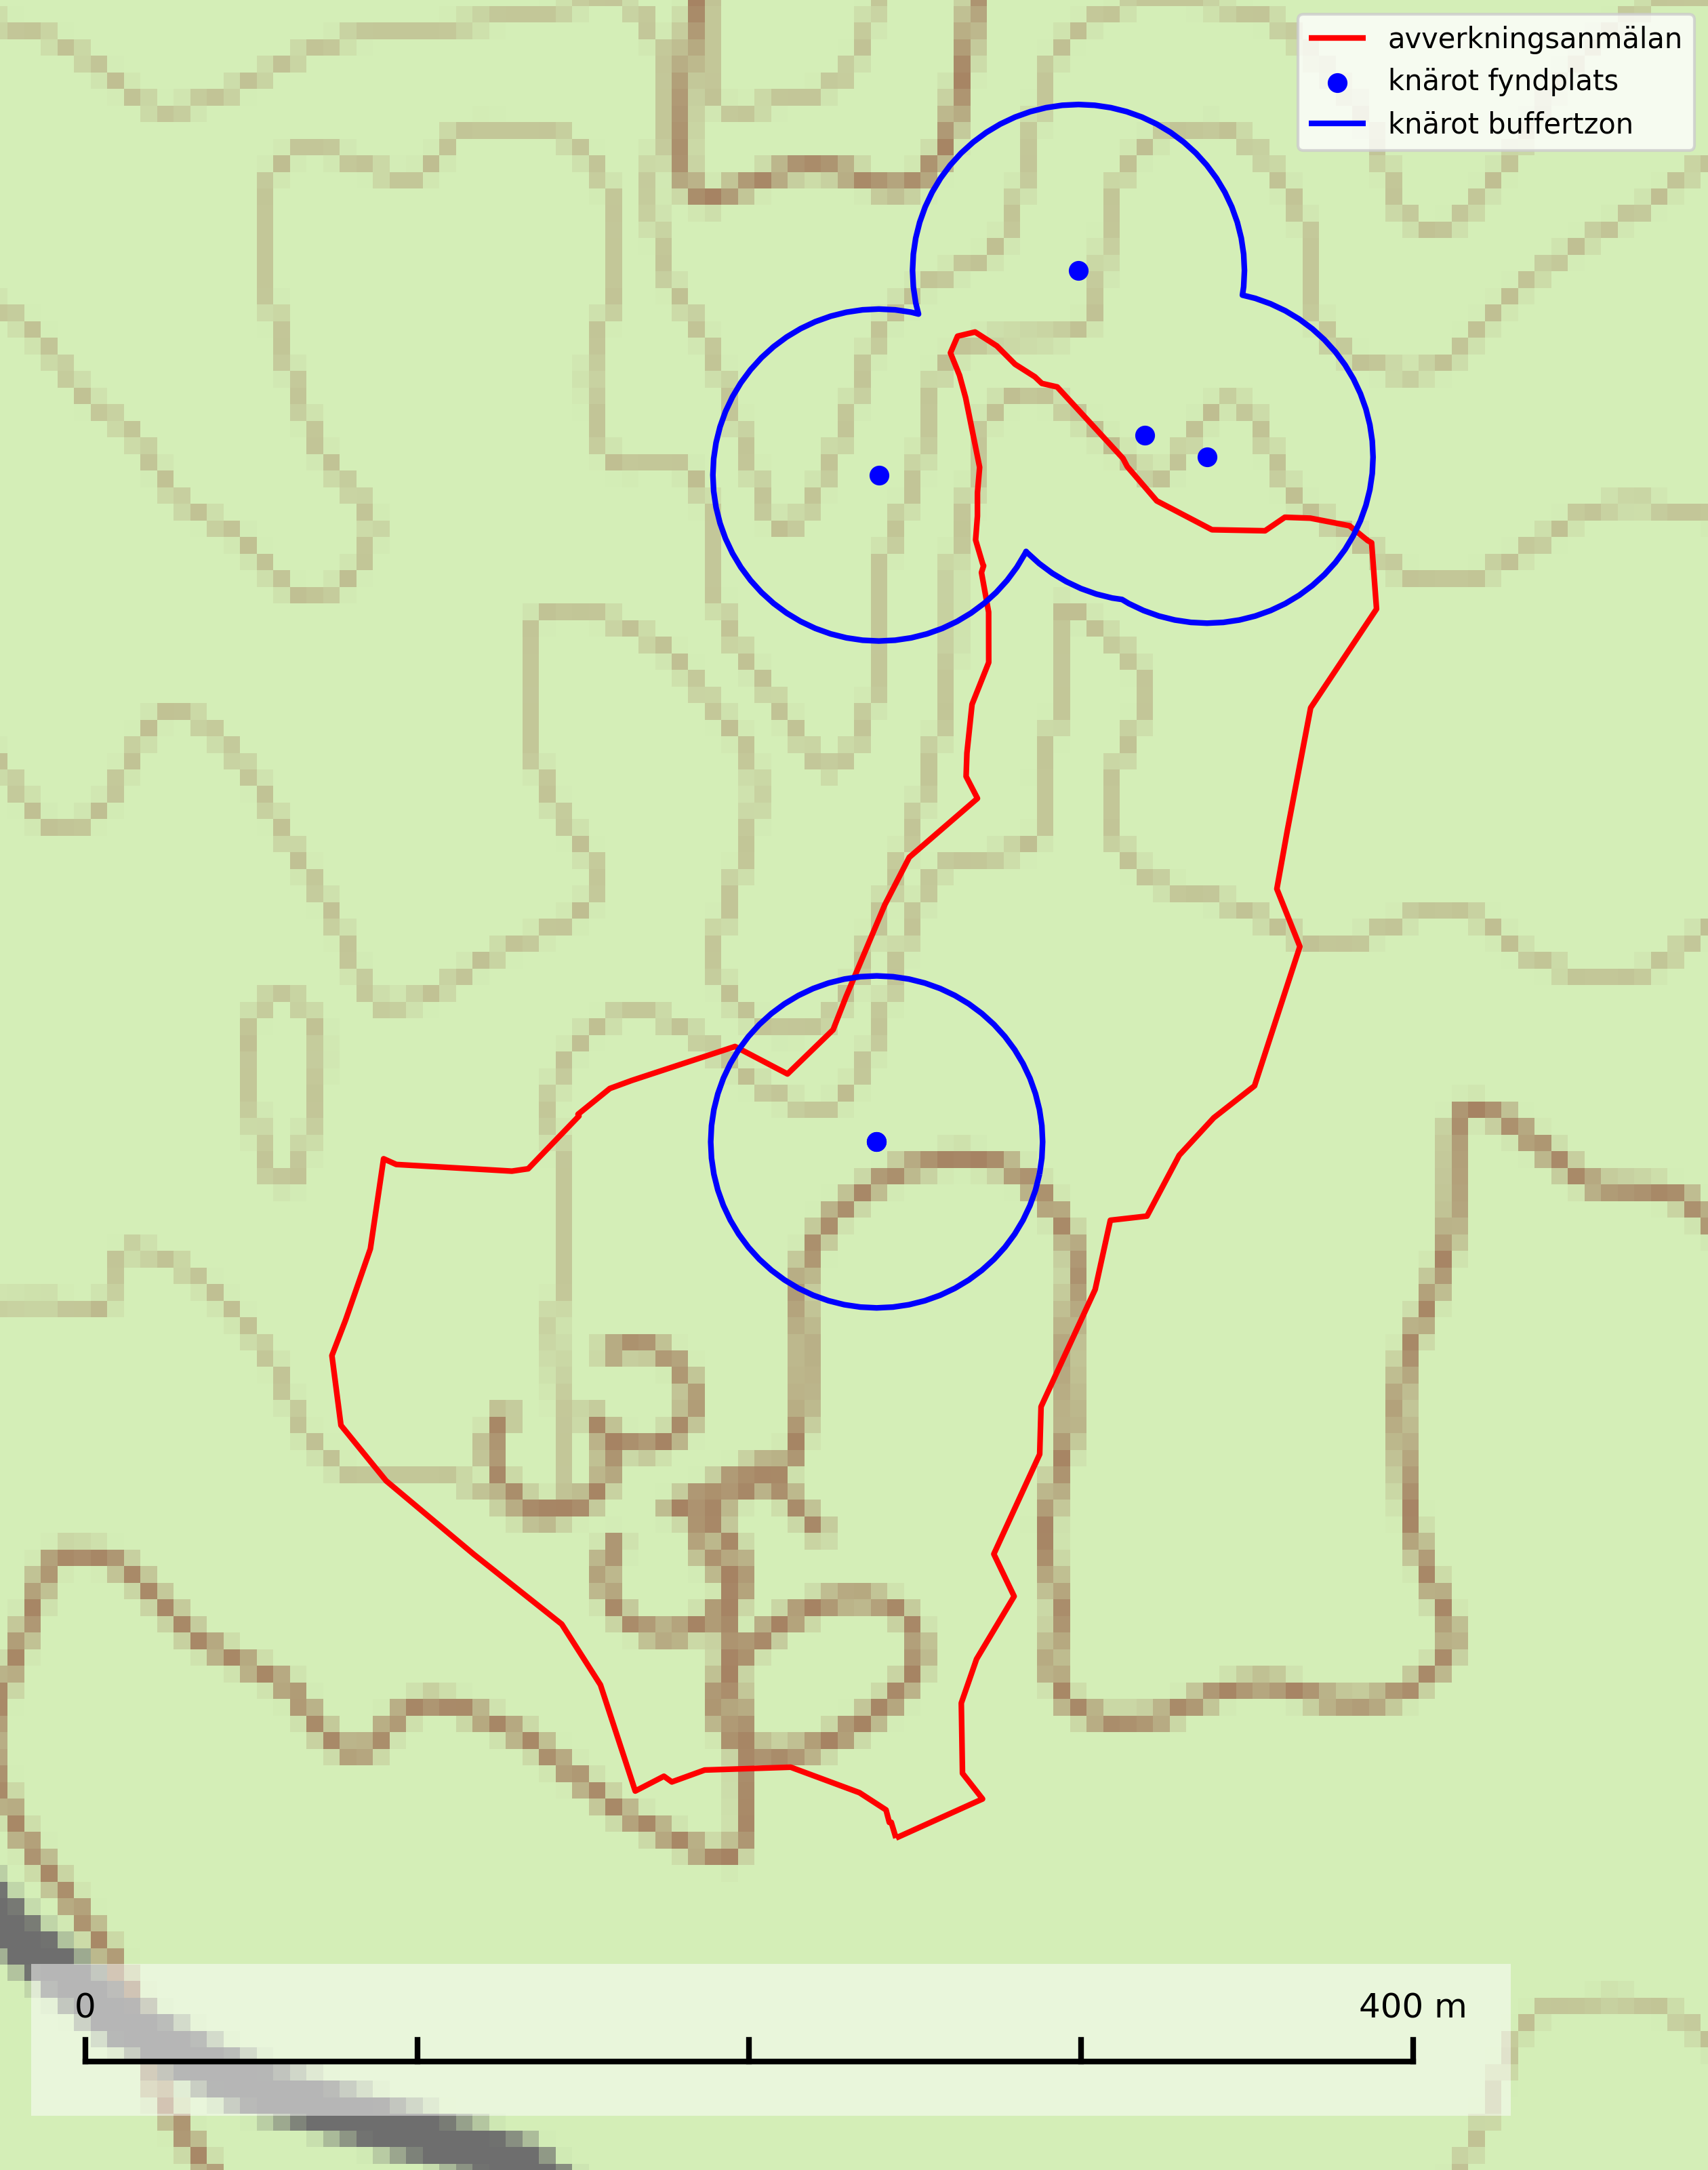 avverkningsanmälan
knärot fyndplats
knärot buffertzon
0
400 m